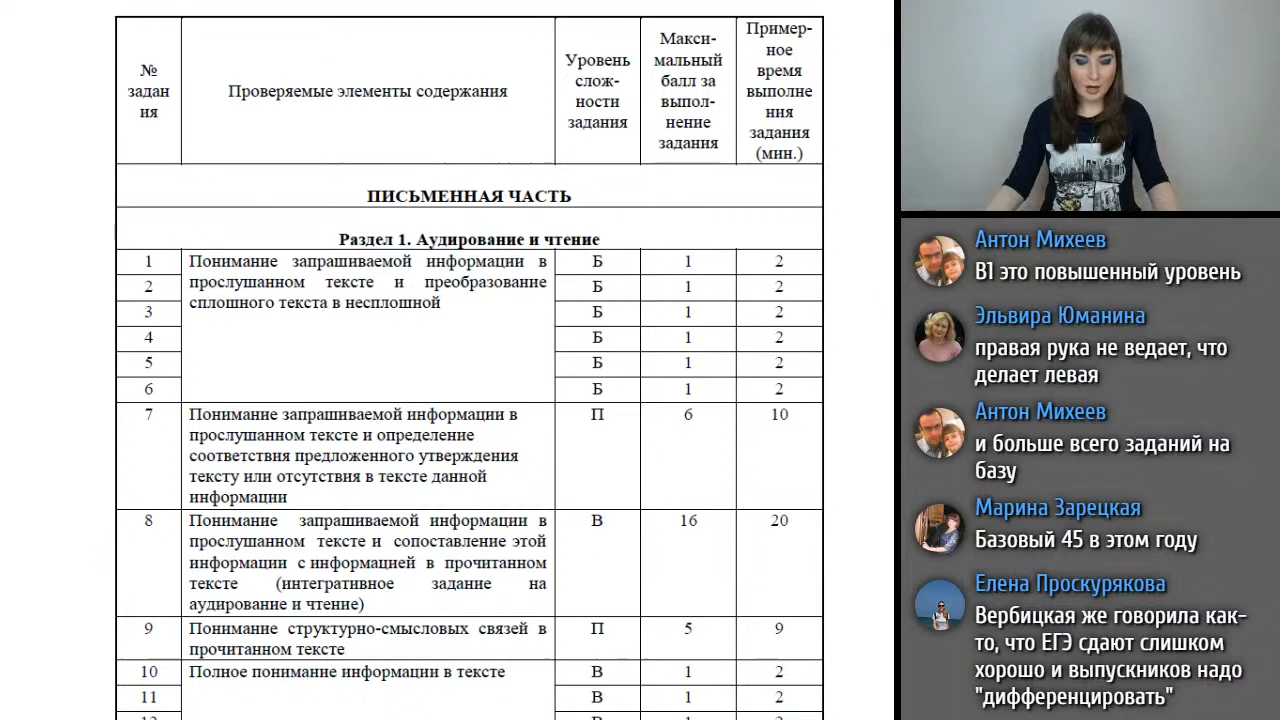 №
задан
ия
Проверяемые элементы содержания
Уровень
слож-
ности
задания
Макси-
мальный
балл за
выпол-
нение
задания
Пример-
ное
время
выполне
ния
задания
(мин.)
ПИСЬМЕННАЯ ЧАСТЬ
Раздел 1. Аудирование и чтение
1 Понимание запрашиваемой информации в Б 1 2
2 прослушанном тексте и преобразование Б 1 2
сплошного текста в несплошной
3 Б 1 2
4 Б 1 2
5 Б 1 2
6 Б 1 2
7 Понимание запрашиваемой информации в П 6 10
прослушанном тексте и определение
соответствия предложенного утверждения
тексту или отсутствия в тексте данной
информации
8 Понимание запрашиваемой информации в В 16 20
прослушанном тексте и сопоставление этой
информации с информацией в прочитанном
тексте (интегративное задание на
аудирование и чтение)
9 Понимание структурно-смысловых связей в П 5 9
прочитанном тексте
10 Полное понимание информации в тексте В 1 2
11 В 1 2
Антон Михеев
В1 это повышенный уровень
Эльвира Юманина
правая рука не ведает, что
делает левая
Антон Михеев
и больше всего заданий на
базу
Марина Зарецкая
Базовый 45 в этом году
Елена Проскурякова
Вербицкая же говорила как-
то, что ЕГЭ сдают слишком
хорошо и выпускников надо
"дифференцировать"